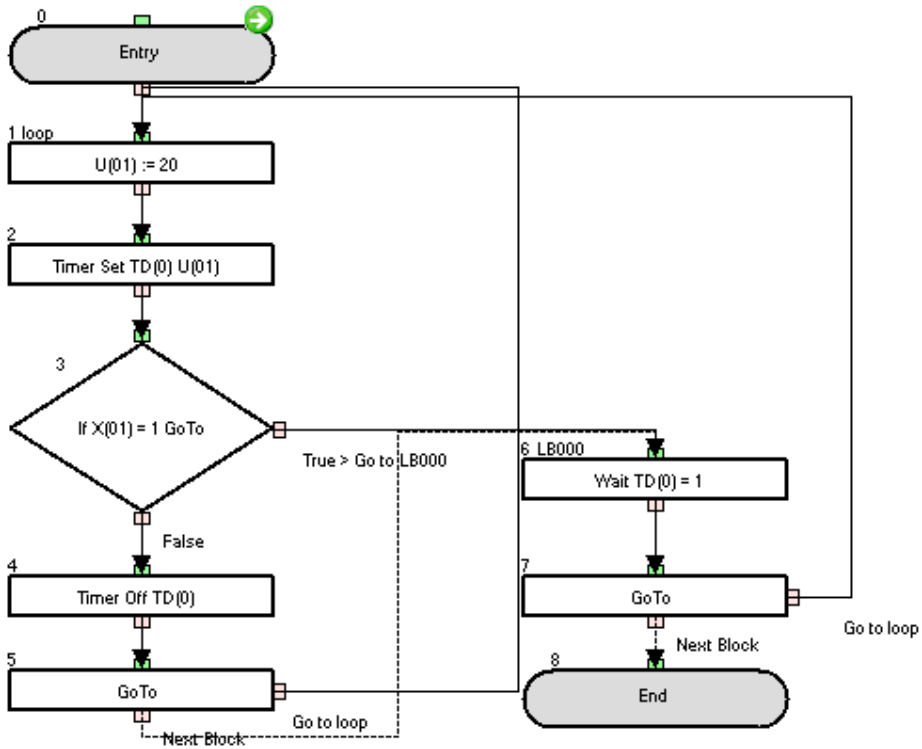 0
Entry
1 loop
U(01) := 20
2
Timer Set TD(0) U(01)
3
If X(01) = 1 GoTo
True > Go to LB000
False
4
Timer Off TD(0)
5
GoTo
Go to loop
Next Block
6 LB000
Wait TD(0) = 1
7
GoTo
Go to loop
Next Block
8
End